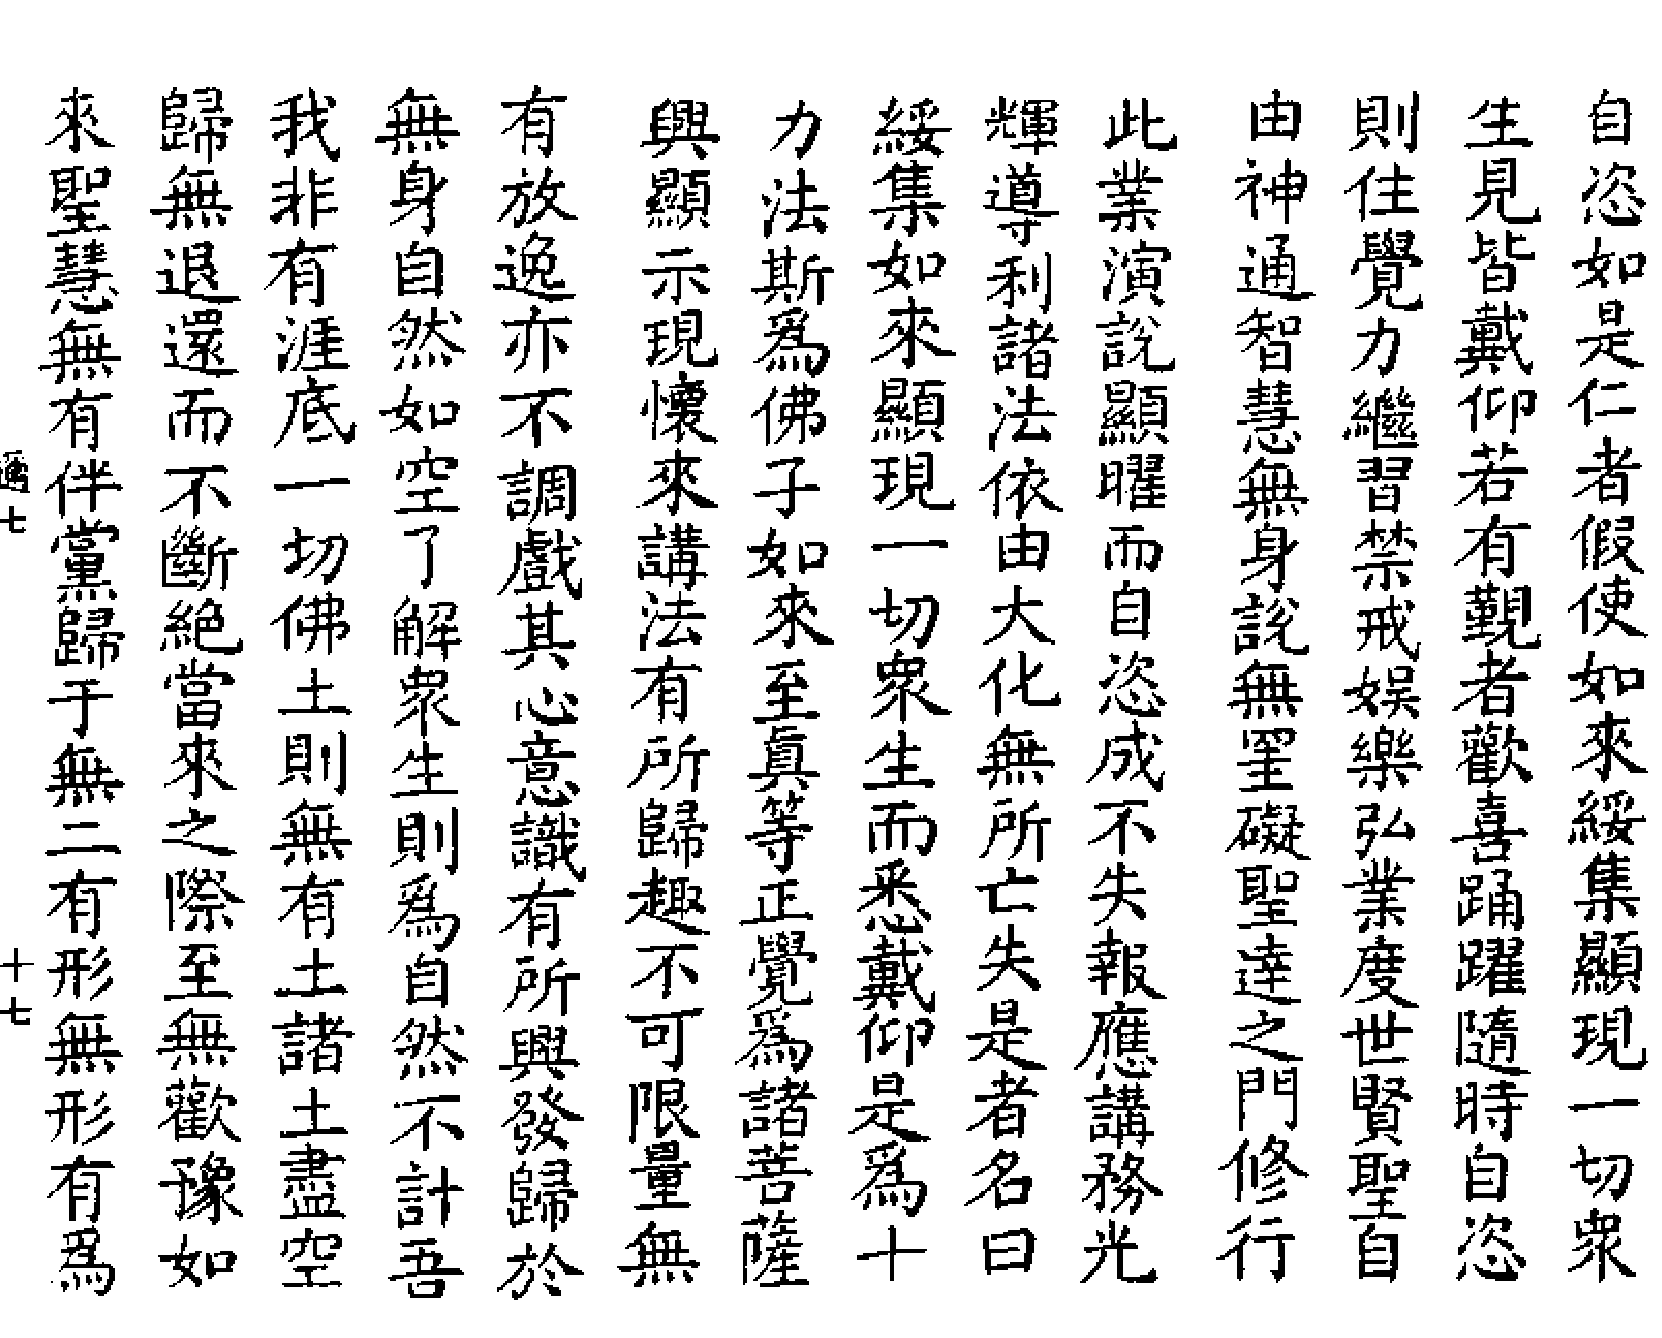 自恣如是仁者假使如來綏集顯現一切衆
生見皆戴仰若有覲者歡喜踊躍隨時自恣
則住覺力繼習禁戒娯樂弘業度世賢聖自
由神通智慧無身說無罣礙聖達之門修行
此業演說顯曜而自恣成不失報應講務光
輝導利諸法依由大化無所亡失是者名曰
綏集如來顯現一切衆生而悉戴仰是爲十
力法斯爲佛子如來至眞等正覺爲諸菩薩
興顯示現懷來講法有所歸趣不可限量無
有放逸亦不調戲其心意識有所興發歸於
無身自然如空了解衆生則爲自然不計吾
我非有涯底一切佛土則無有土諸土盡空
歸無退還而不斷絕當來之際至無歡豫如
來聖慧無有伴黨歸于無二有形無形有爲
七 十七